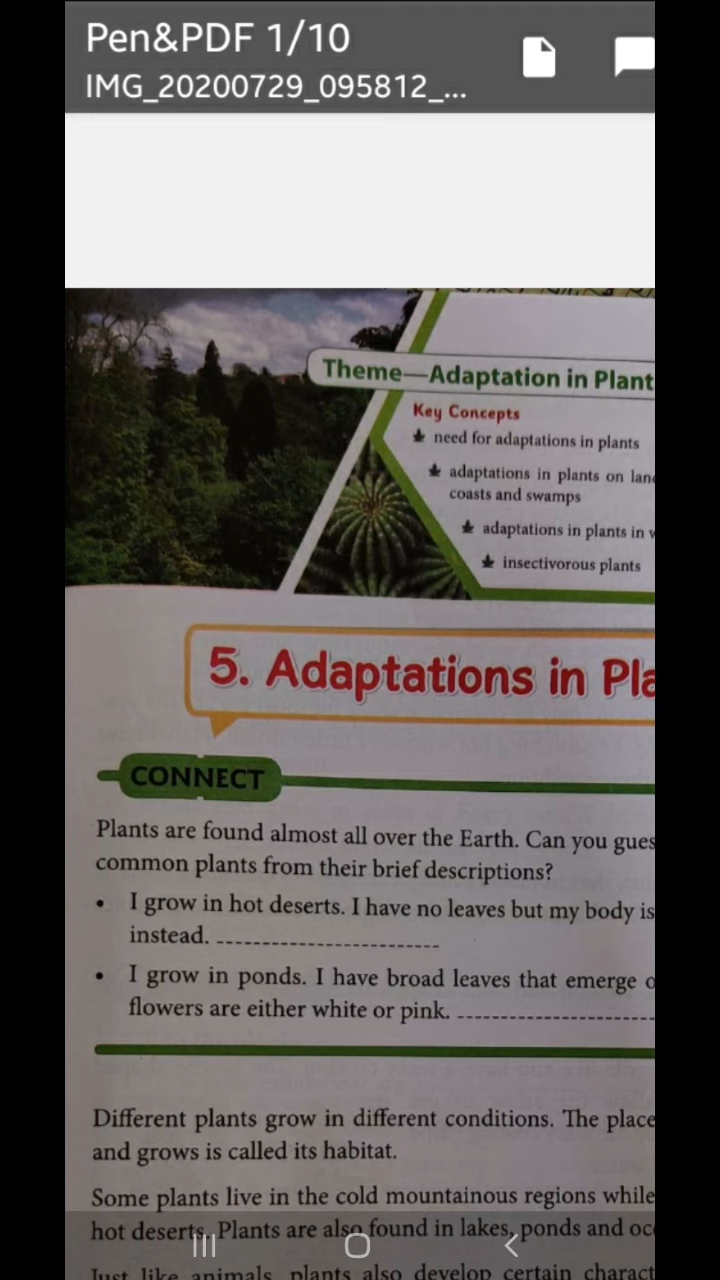 Pen&PDF 1/10
IMG_20200729_095812_...
Theme—Adaptation in Plant
Key Concepts
need for adaptations in plants
adaptations in plants on lan
coasts and swamps
adaptations in plants in
insectivorous plants
5. Adaptations in Pla
CONNECT
Plants are found almost all over the Earth. Can you gues
common plants from their brief descriptions?
• I grow in hot deserts. I have no leaves but my body is
instead.
• I grow in ponds. I have broad leaves that emerge
flowers are either white or pink.
Different plants grow in different conditions. The place
and grows is called its habitat.
Some plants live in the cold mountainous regions while
hot deserts. Plants are also found in lakes, ponds and oc
Just like animals, plants also develop certain charact